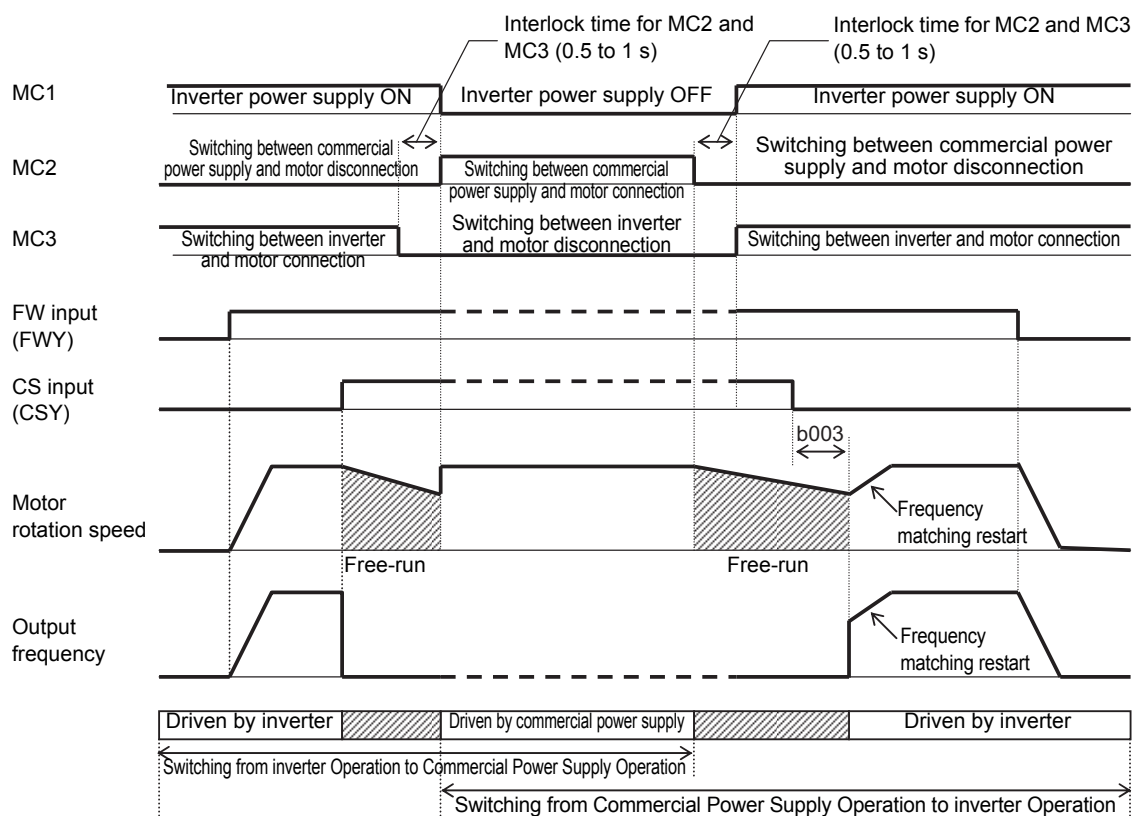 Interlock time for MC2 and
MC3 (0.5 to 1 s)
Interlock time for MC2 and MC3
(0.5 to 1 s)
MC1
Inverter power supply ON
Inverter power supply OFF
Inverter power supply ON
MC2
Switching between commercial
power supply and motor disconnection
Switching between commercial
power supply and motor connection
Switching between commercial power
supply and motor disconnection
MC3
Switching between inverter
and motor connection
Switching between inverter
and motor disconnection
Switching between inverter and motor connection
FW input
(FWY)
CS input
(CSY)
b003
Motor
rotation speed
Free-run
Free-run
Frequency
matching restart
Output
frequency
Frequency
matching restart
Driven by inverter
Driven by commercial power supply
Driven by inverter
Switching from inverter Operation to Commercial Power Supply Operation
Switching from Commercial Power Supply Operation to inverter Operation